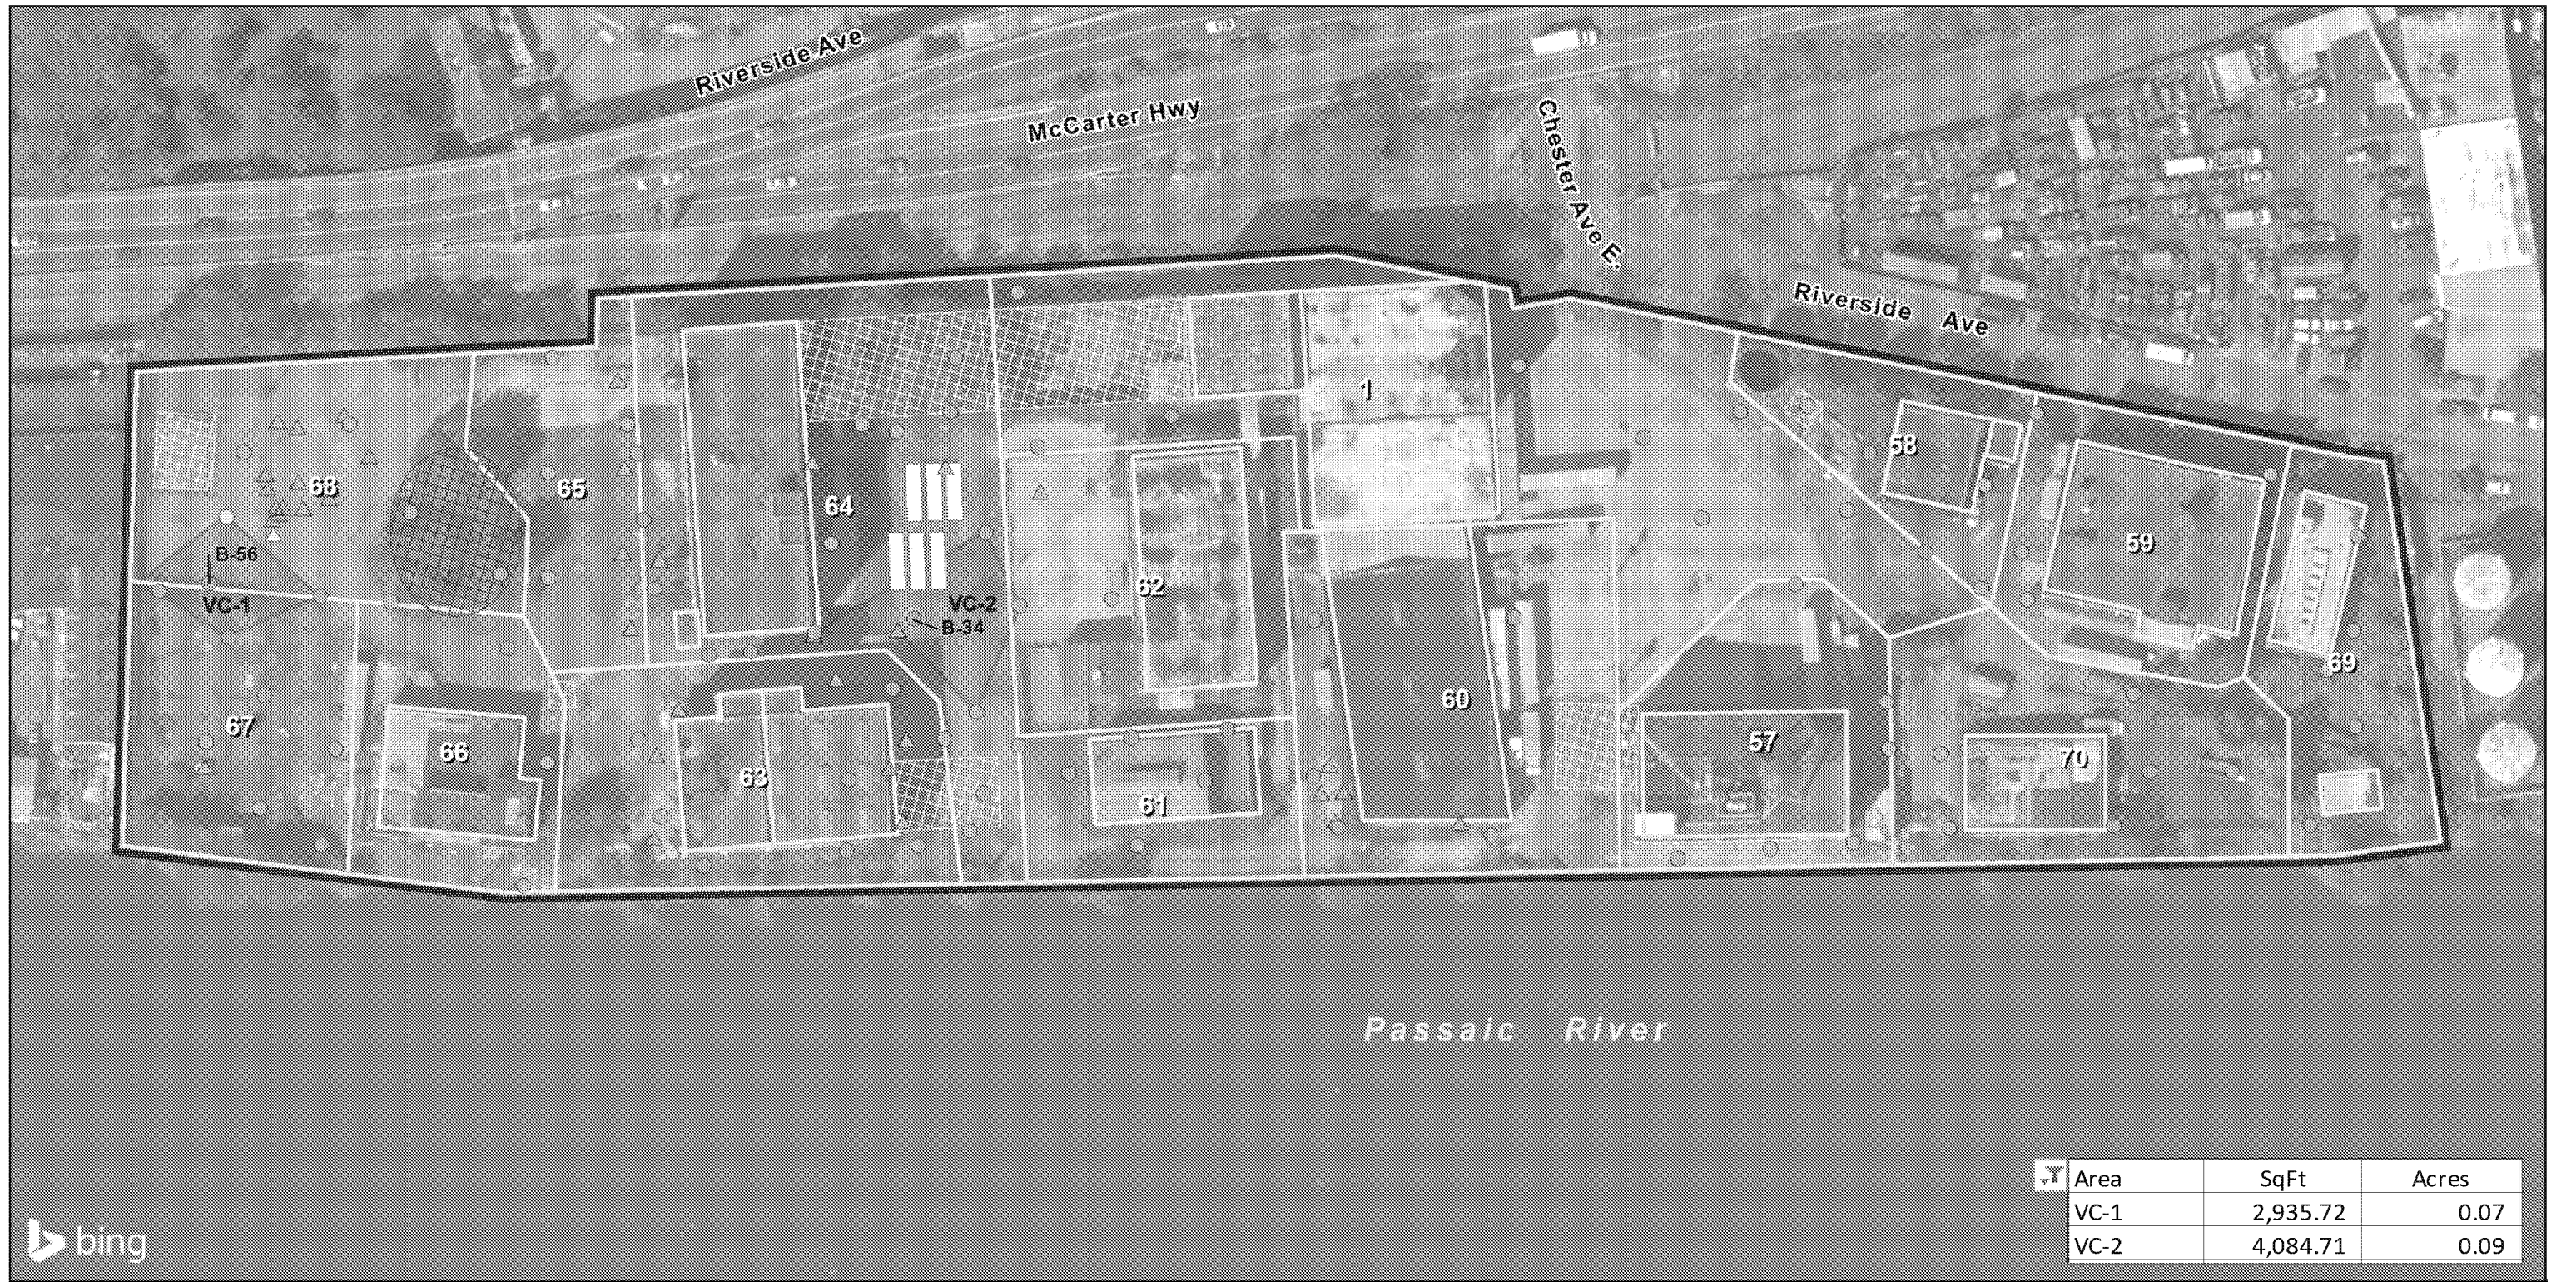 Riverside Ave
McCarter Hwy
Chester Ave E.
Riverside Ave
1
58
59
68
65
64
62
B-56
VC-1
VC-2
B-34
69
60
67
66
63
61
57
70
Passaic River
Area SqFt Acres
VC-1 2,935.72 0.07
VC-2 4,084.71 0.09
bing